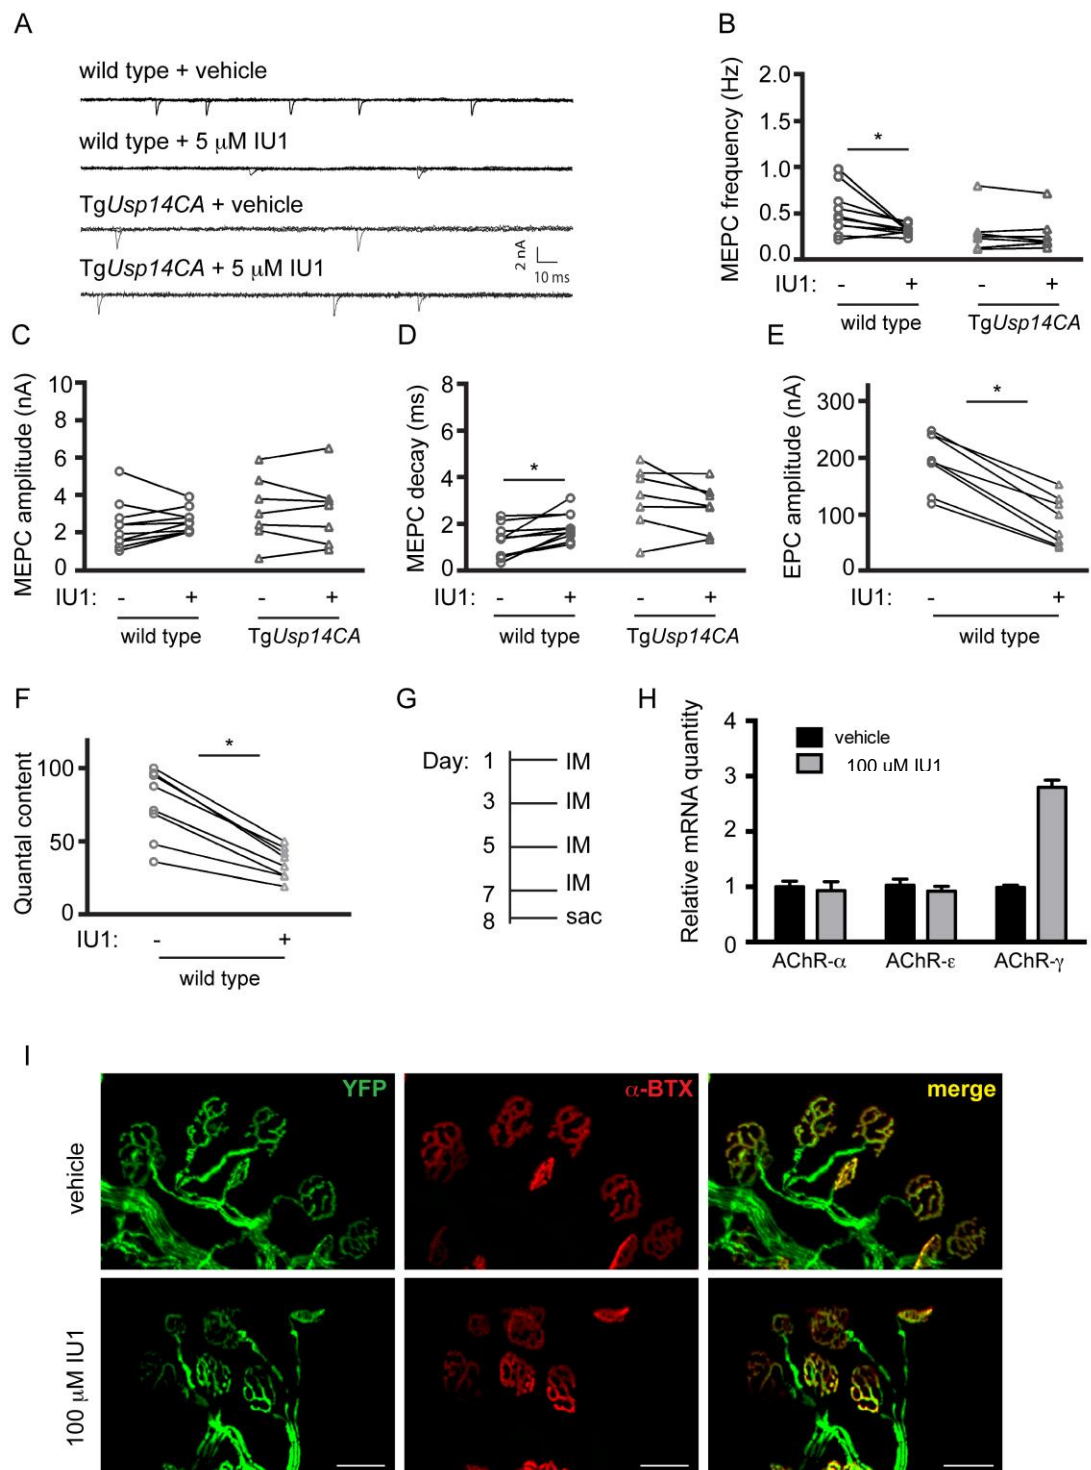 A
wild type + vehicle
wild type + 5 μM IU1
TgUsp14CA + vehicle
TgUsp14CA + 5 μM IU1
2 nA
10 ms
B
MEPC frequency (Hz)
2.0
1.5
1.0
0.5
0.0
*
IU1: - + - +
wild type TgUsp14CA
C
MEPC amplitude (nA)
10
8
6
4
2
0
IU1: - + - +
wild type TgUsp14CA
D
MEPC decay (ms)
8
6
4
2
0
*
IU1: - + - +
wild type TgUsp14CA
E
EPC amplitude (nA)
300
200
100
0
*
IU1: - +
wild type
F
Quantal content
100
50
0
*
IU1: - +
wild type
G
Day: 1 IM
3 IM
5 IM
7 IM
8 sac
H
Relative mRNA quantity
4
3
2
1
0
vehicle
100 μM IU1
AChR-α AChR-ε AChR-γ
I
YFP α-BTX merge
vehicle
100 μM IU1